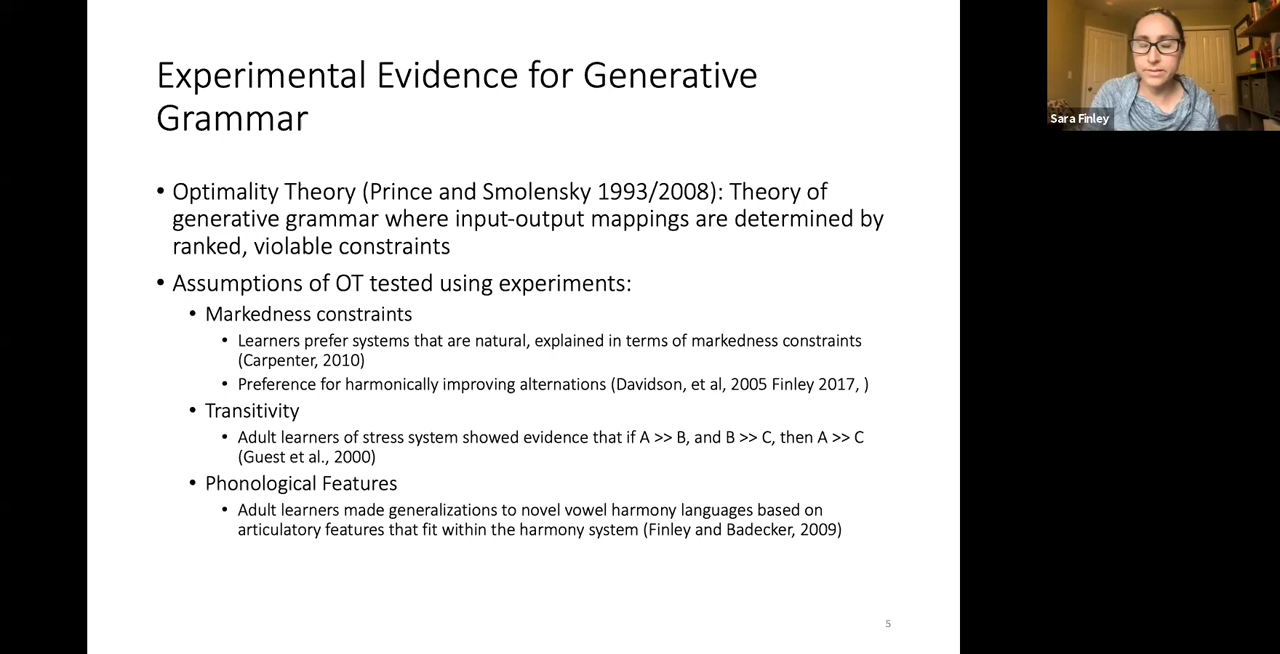 Experimental Evidence for Generative
Grammar
• Optimality Theory (Prince and Smolensky 1993/2008): Theory of
generative grammar where input-output mappings are determined by
ranked, violable constraints
• Assumptions of OT tested using experiments:
• Markedness constraints
• Learners prefer systems that are natural, explained in terms of markedness constraints
(Carpenter, 2010)
• Preference for harmonically improving alternations (Davidson, et al, 2005 Finley 2017, )
• Transitivity
• Adult learners of stress system showed evidence that if A >> B, and B >> C, then A >> C
(Guest et al., 2000)
• Phonological Features
• Adult learners made generalizations to novel vowel harmony languages based on
articulatory features that fit within the harmony system (Finley and Badecker, 2009)
5
Sara Finley